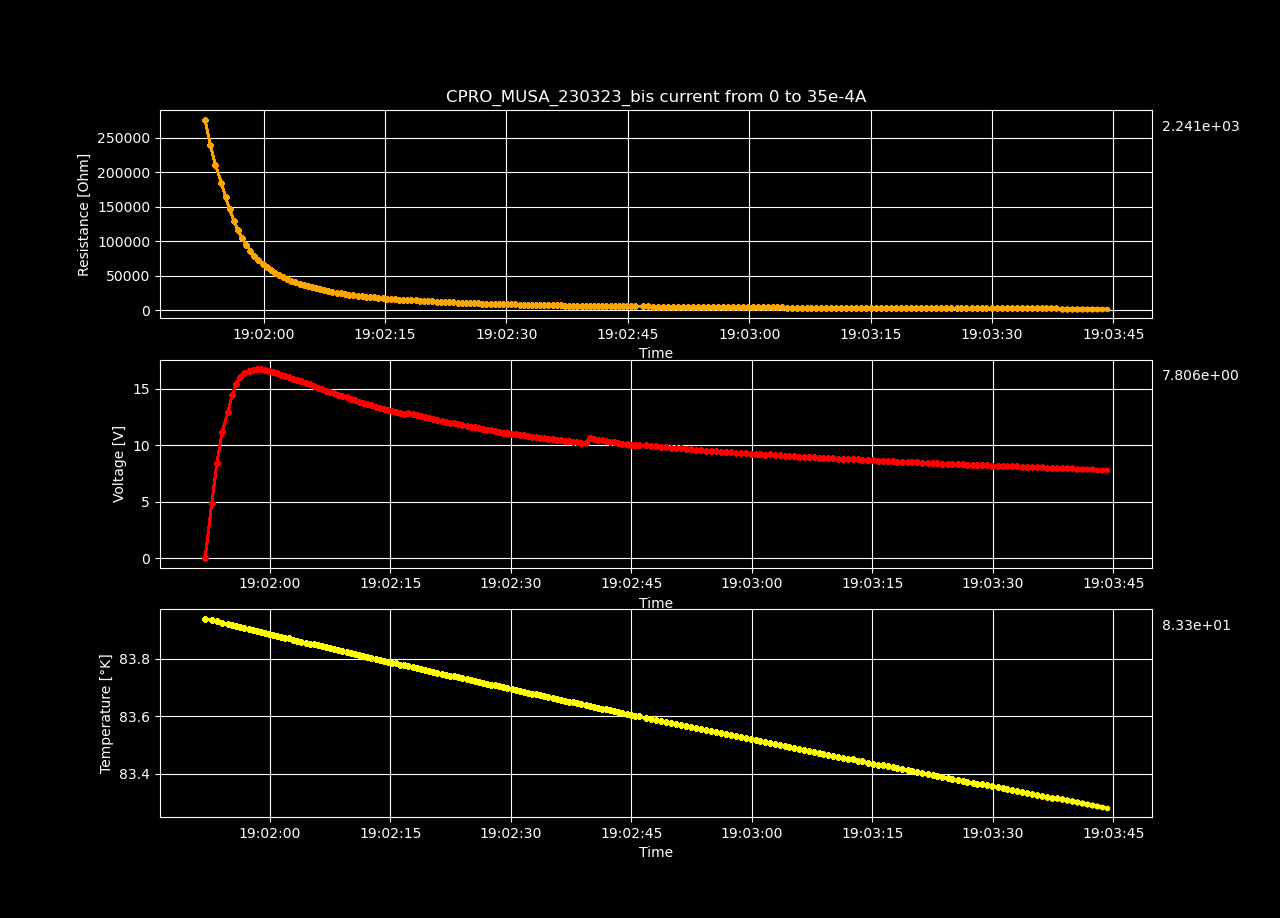 CPRO_MUSA_230323_bis current from 0 to 35e-4A
2.241e+03
Resistance [Ohm]
250000
200000
150000
100000
50000
0
19:02:00 19:02:15 19:02:30 19:02:45 19:03:00 19:03:15 19:03:30 19:03:45
Time
7.806e+00
Voltage [V]
15
10
5
0
19:02:00 19:02:15 19:02:30 19:02:45 19:03:00 19:03:15 19:03:30 19:03:45
Time
8.33e+01
Temperature [°K]
83.8
83.6
83.4
19:02:00 19:02:15 19:02:30 19:02:45 19:03:00 19:03:15 19:03:30 19:03:45
Time